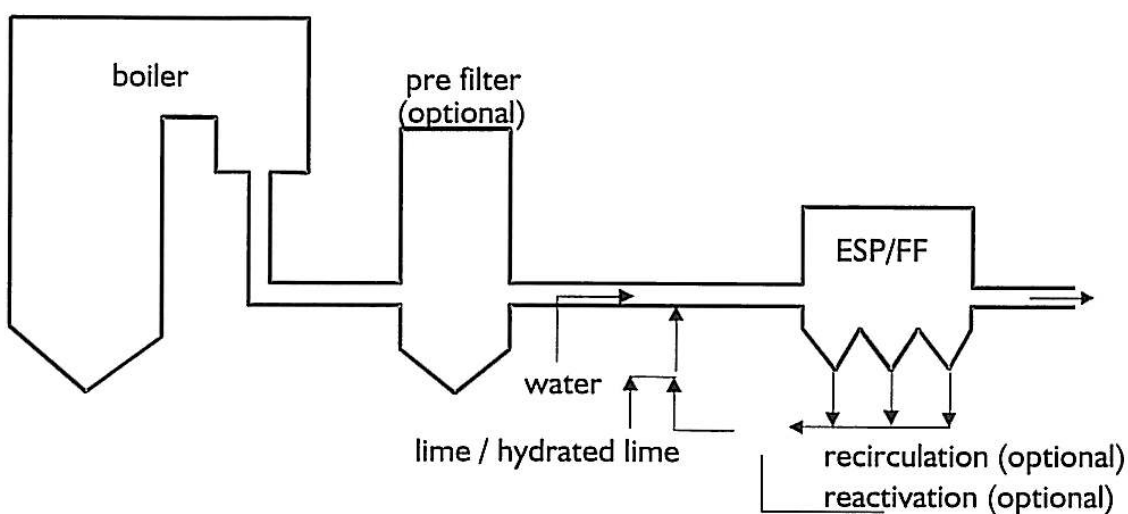 boiler
pre filter
(optional)
ESP/FF
water
lime / hydrated lime
recirculation (optional)
reactivation (optional)